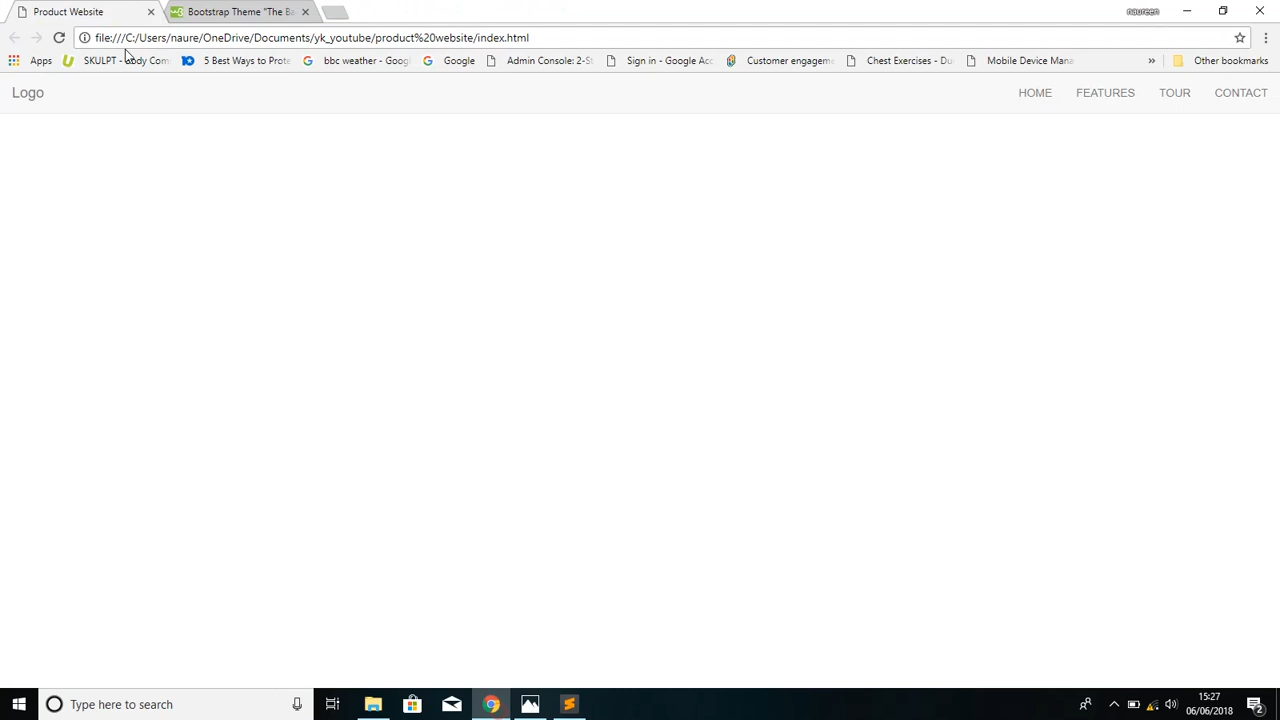 Product Website
Bootstrap Theme "The Ba
naureen
file:///C:/Users/naure/OneDrive/Documents/yk_youtube/product%20website/index.html
Apps
SKULPT - Body Com
5 Best Ways to Prote
bbc weather - Goog
Google
Admin Console: 2-S
Sign in - Google Acc
Customer engagem
Chest Exercises - Du
Mobile Device Mana
»
Other bookmarks
Logo
HOME
FEATURES
TOUR
CONTACT
Type here to search
15:27
06/06/2018
2